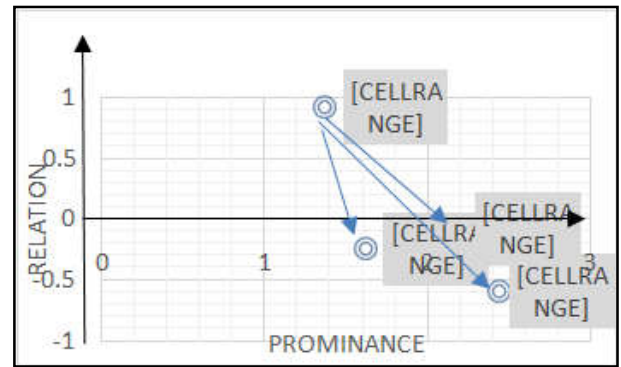 1
[CELLRA
NGE]
0.5
RELATION
0
[CELLRA
NGE]
[CELLRA
NGE]
0
1
2
3
-0.5
[CELLRA
NGE]
-1
PROMINANCE